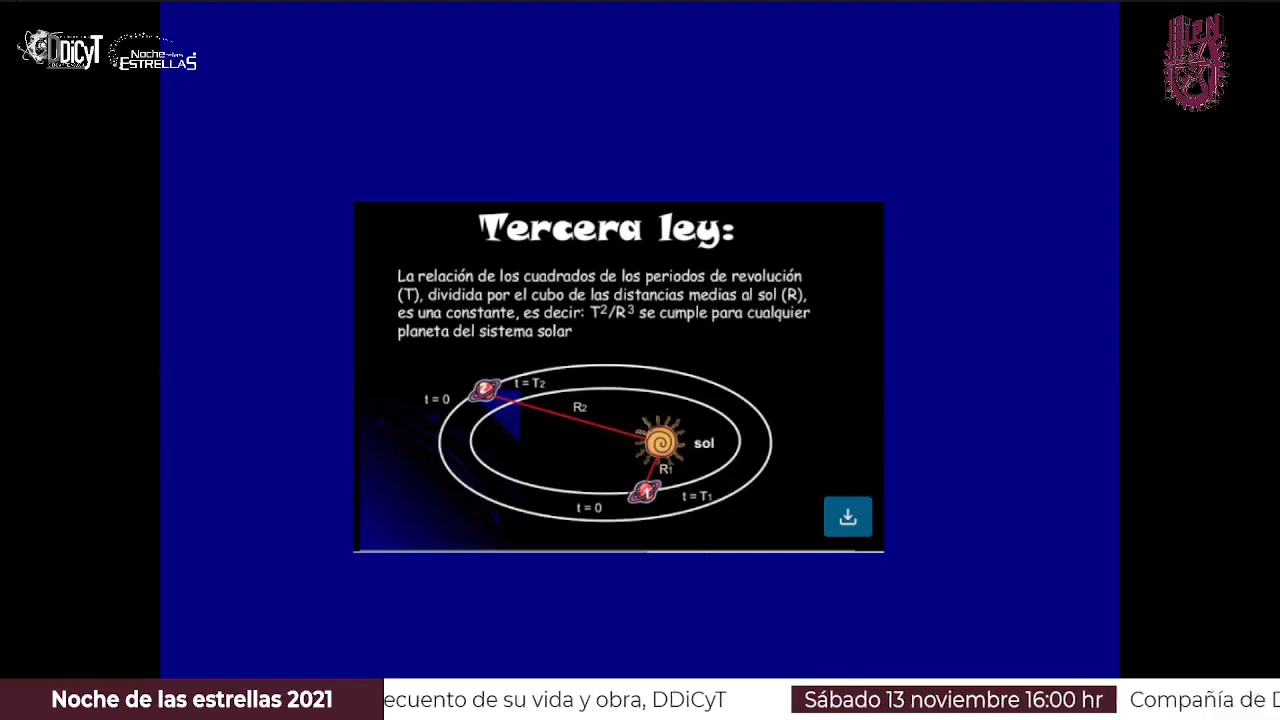 DDiCyT
Noche de las
ESTRELLAS
IPN
Tercera ley:
La relación de los cuadrados de los periodos de revolución
(T), dividida por el cubo de las distancias medias al sol (R),
es una constante, es decir: T²/R³ se cumple para cualquier
planeta del sistema solar
t = T₂
t = 0
R₂
sol
R₁
t = T₁
t = 0
Noche de las estrellas 2021
ecuento de su vida y obra, DDiCyT
Sábado 13 noviembre 16:00 hr
Compañía de D